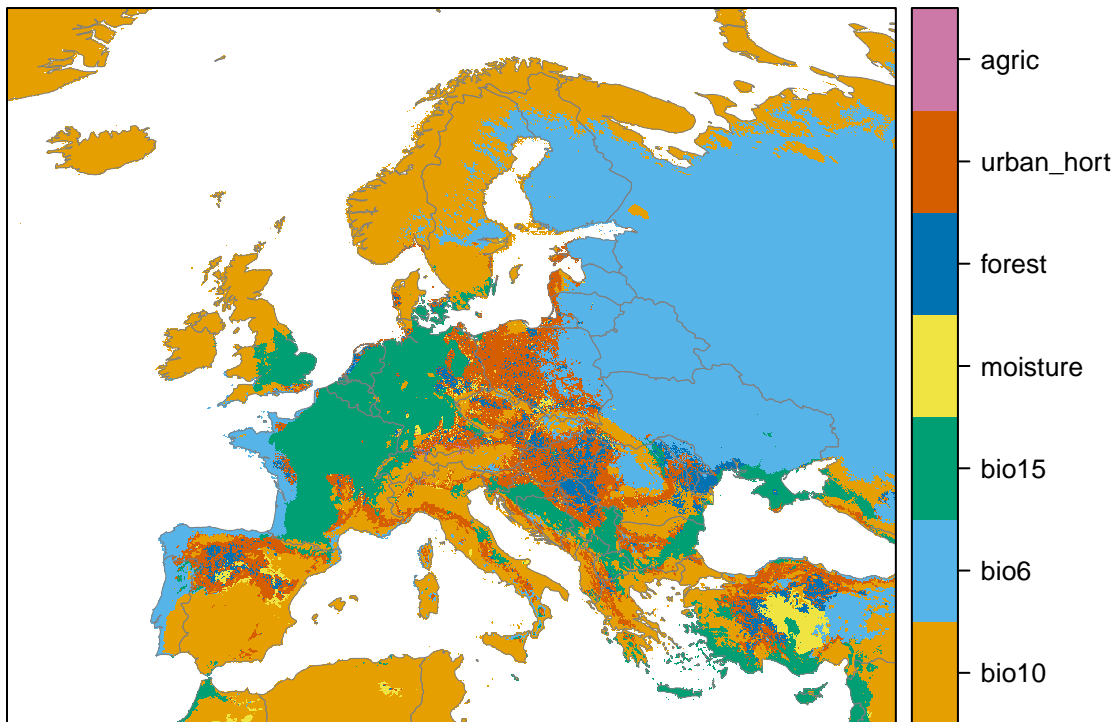 agric
urban_hort
forest
moisture
bio15
bio6
bio10